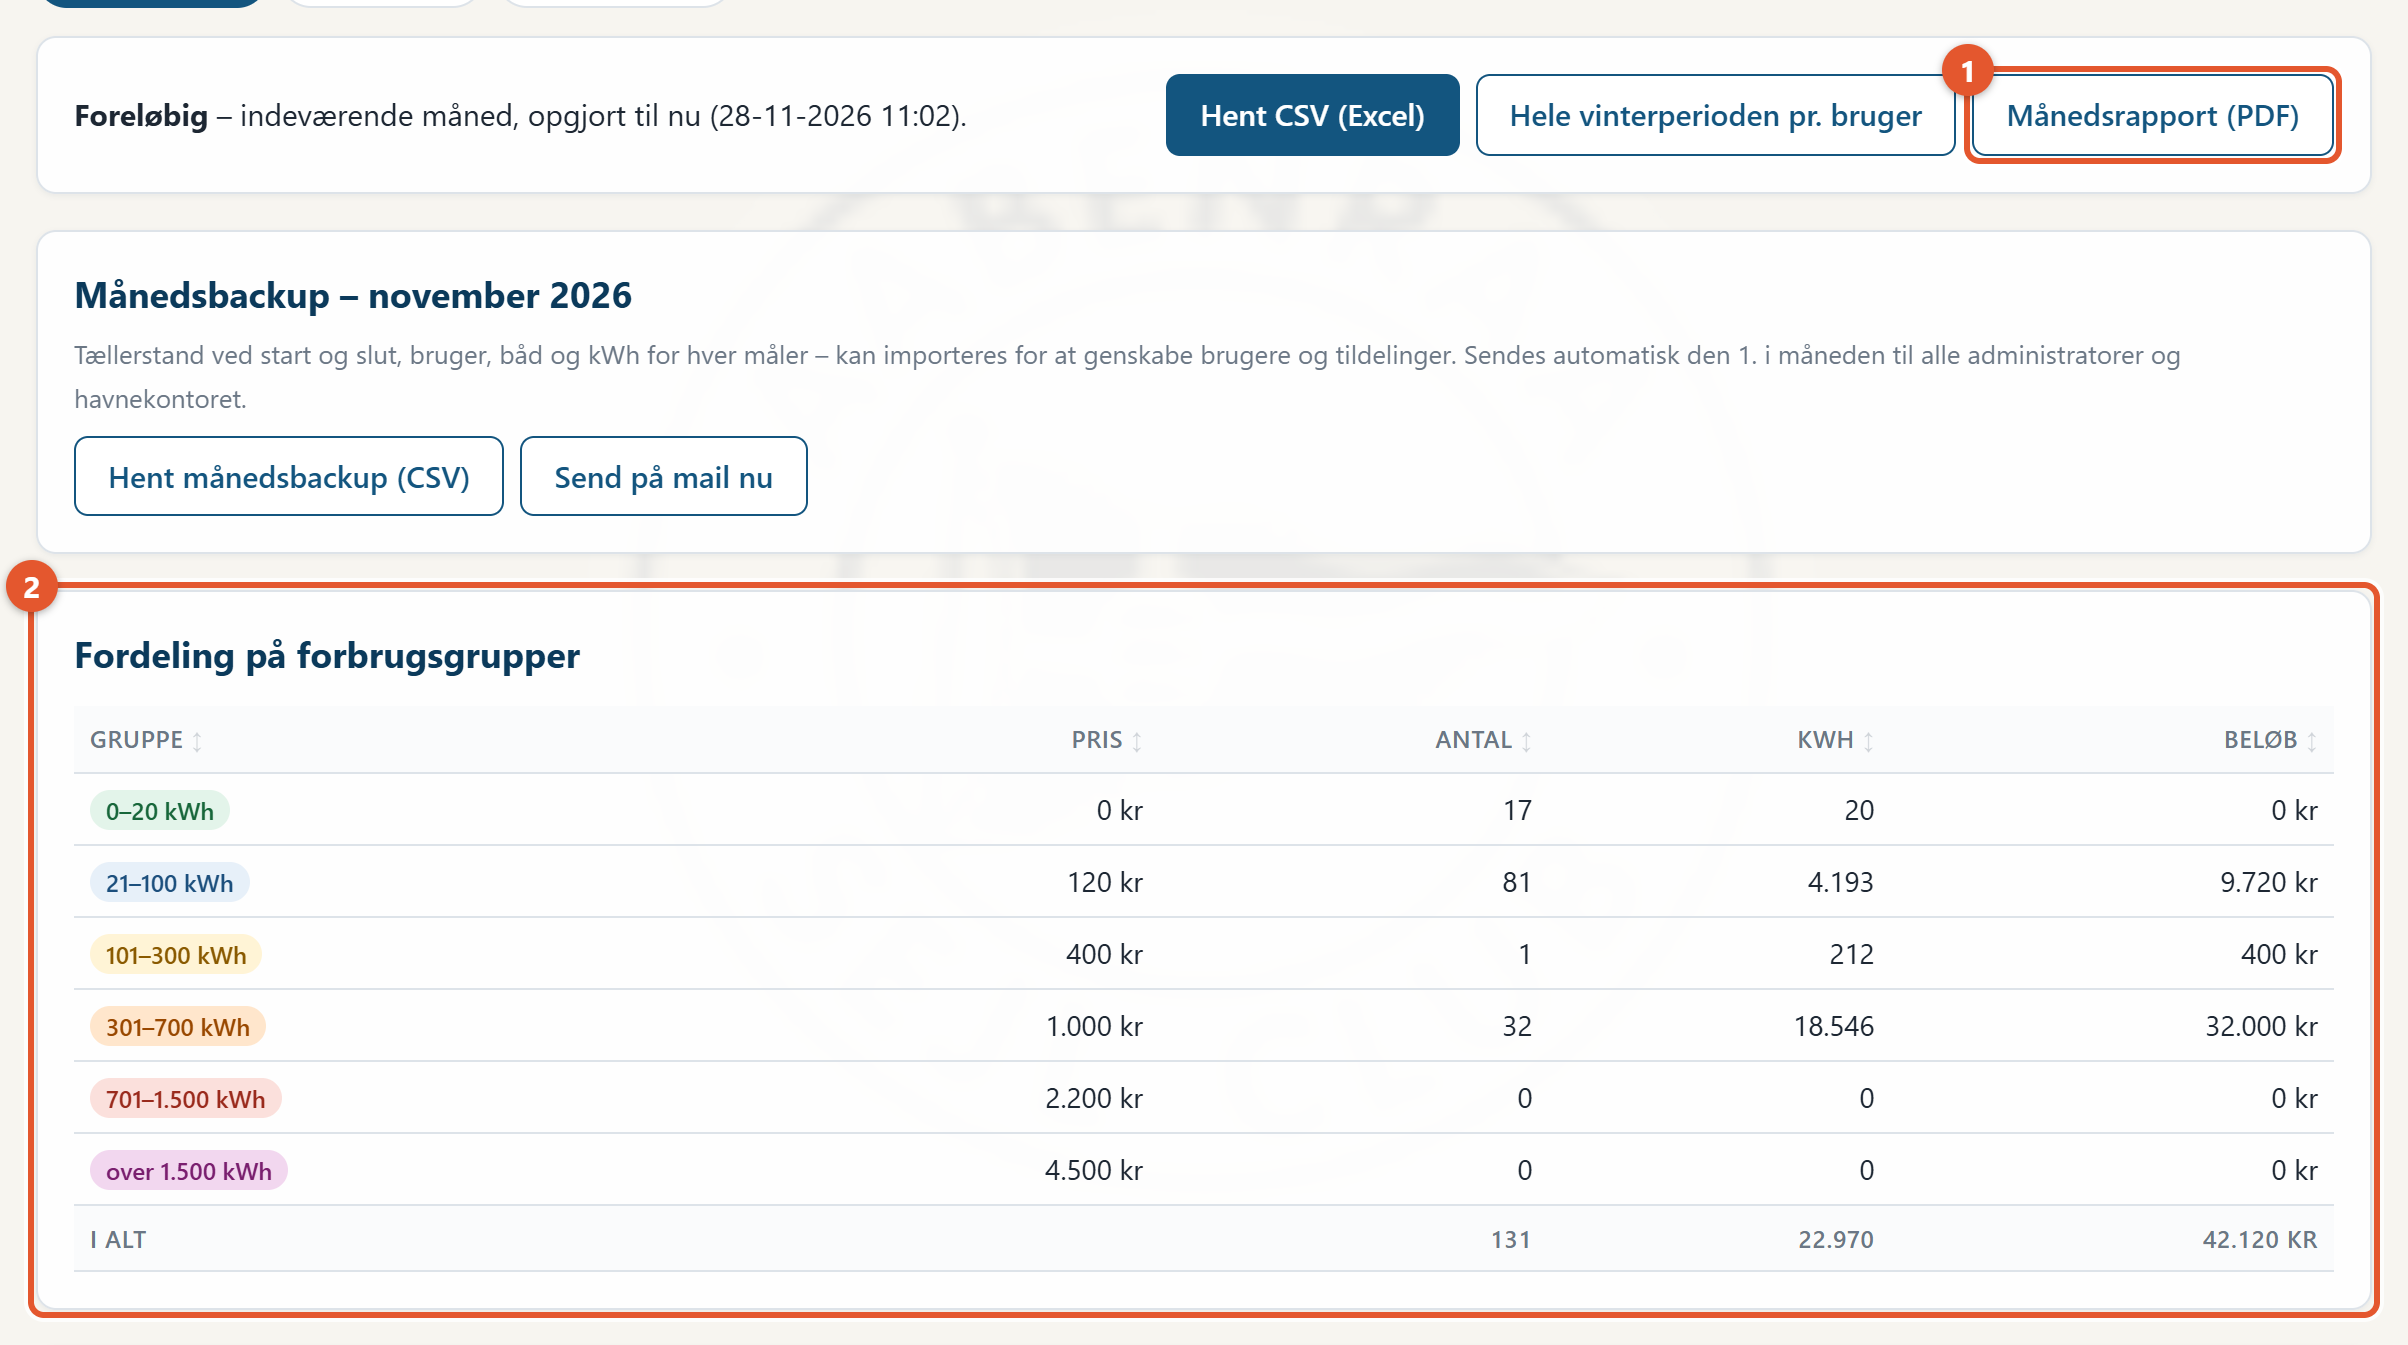 Foreløbig – indeværende måned, opgjort til nu (28-11-2026 11:02).
Hent CSV (Excel)
Hele vinterperioden pr. bruger
1
Månedsrapport (PDF)
Månedsbackup – november 2026
Tællerstand ved start og slut, bruger, båd og kWh for hver måler – kan importeres for at genskabe brugere og tildelinger. Sendes automatisk den 1. i måneden til alle administratorer og
havnekontoret.
Hent månedsbackup (CSV)
Send på mail nu
2
Fordeling på forbrugsgrupper
GRUPPE PRIS ANTAL KWH BELØB
0–20 kWh 0 kr 17 20 0 kr
21–100 kWh 120 kr 81 4.193 9.720 kr
101–300 kWh 400 kr 1 212 400 kr
301–700 kWh 1.000 kr 32 18.546 32.000 kr
701–1.500 kWh 2.200 kr 0 0 0 kr
over 1.500 kWh 4.500 kr 0 0 0 kr
I ALT 131 22.970 42.120 KR